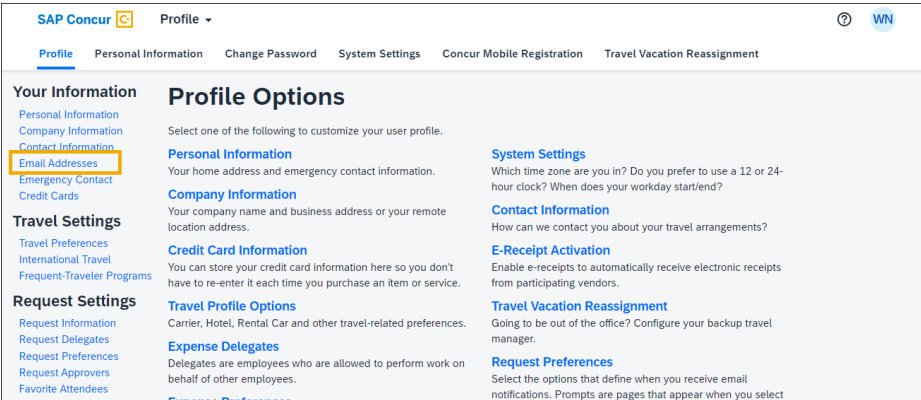 SAP Concur C Profile
WN
Profile Personal Information Change Password System Settings Concur Mobile Registration Travel Vacation Reassignment
Your Information
Personal Information
Company Information
Contact Information
Email Addresses
Emergency Contact
Credit Cards
Travel Settings
Travel Preferences
International Travel
Frequent-Traveler Programs
Request Settings
Request Information
Request Delegates
Request Preferences
Request Approvers
Favorite Attendees
Profile Options
Select one of the following to customize your user profile.
Personal Information
Your home address and emergency contact information.
Company Information
Your company name and business address or your remote
location address.
Credit Card Information
You can store your credit card information here so you don't
have to re-enter it each time you purchase an item or service.
Travel Profile Options
Carrier, Hotel, Rental Car and other travel-related preferences.
Expense Delegates
Delegates are employees who are allowed to perform work on
behalf of other employees.
Expense Preferences
System Settings
Which time zone are you in? Do you prefer to use a 12 or 24-
hour clock? When does your workday start/end?
Contact Information
How can we contact you about your travel arrangements?
E-Receipt Activation
Enable e-receipts to automatically receive electronic receipts
from participating vendors.
Travel Vacation Reassignment
Going to be out of the office? Configure your backup travel
manager.
Request Preferences
Select the options that define when you receive email
notifications. Prompts are pages that appear when you select